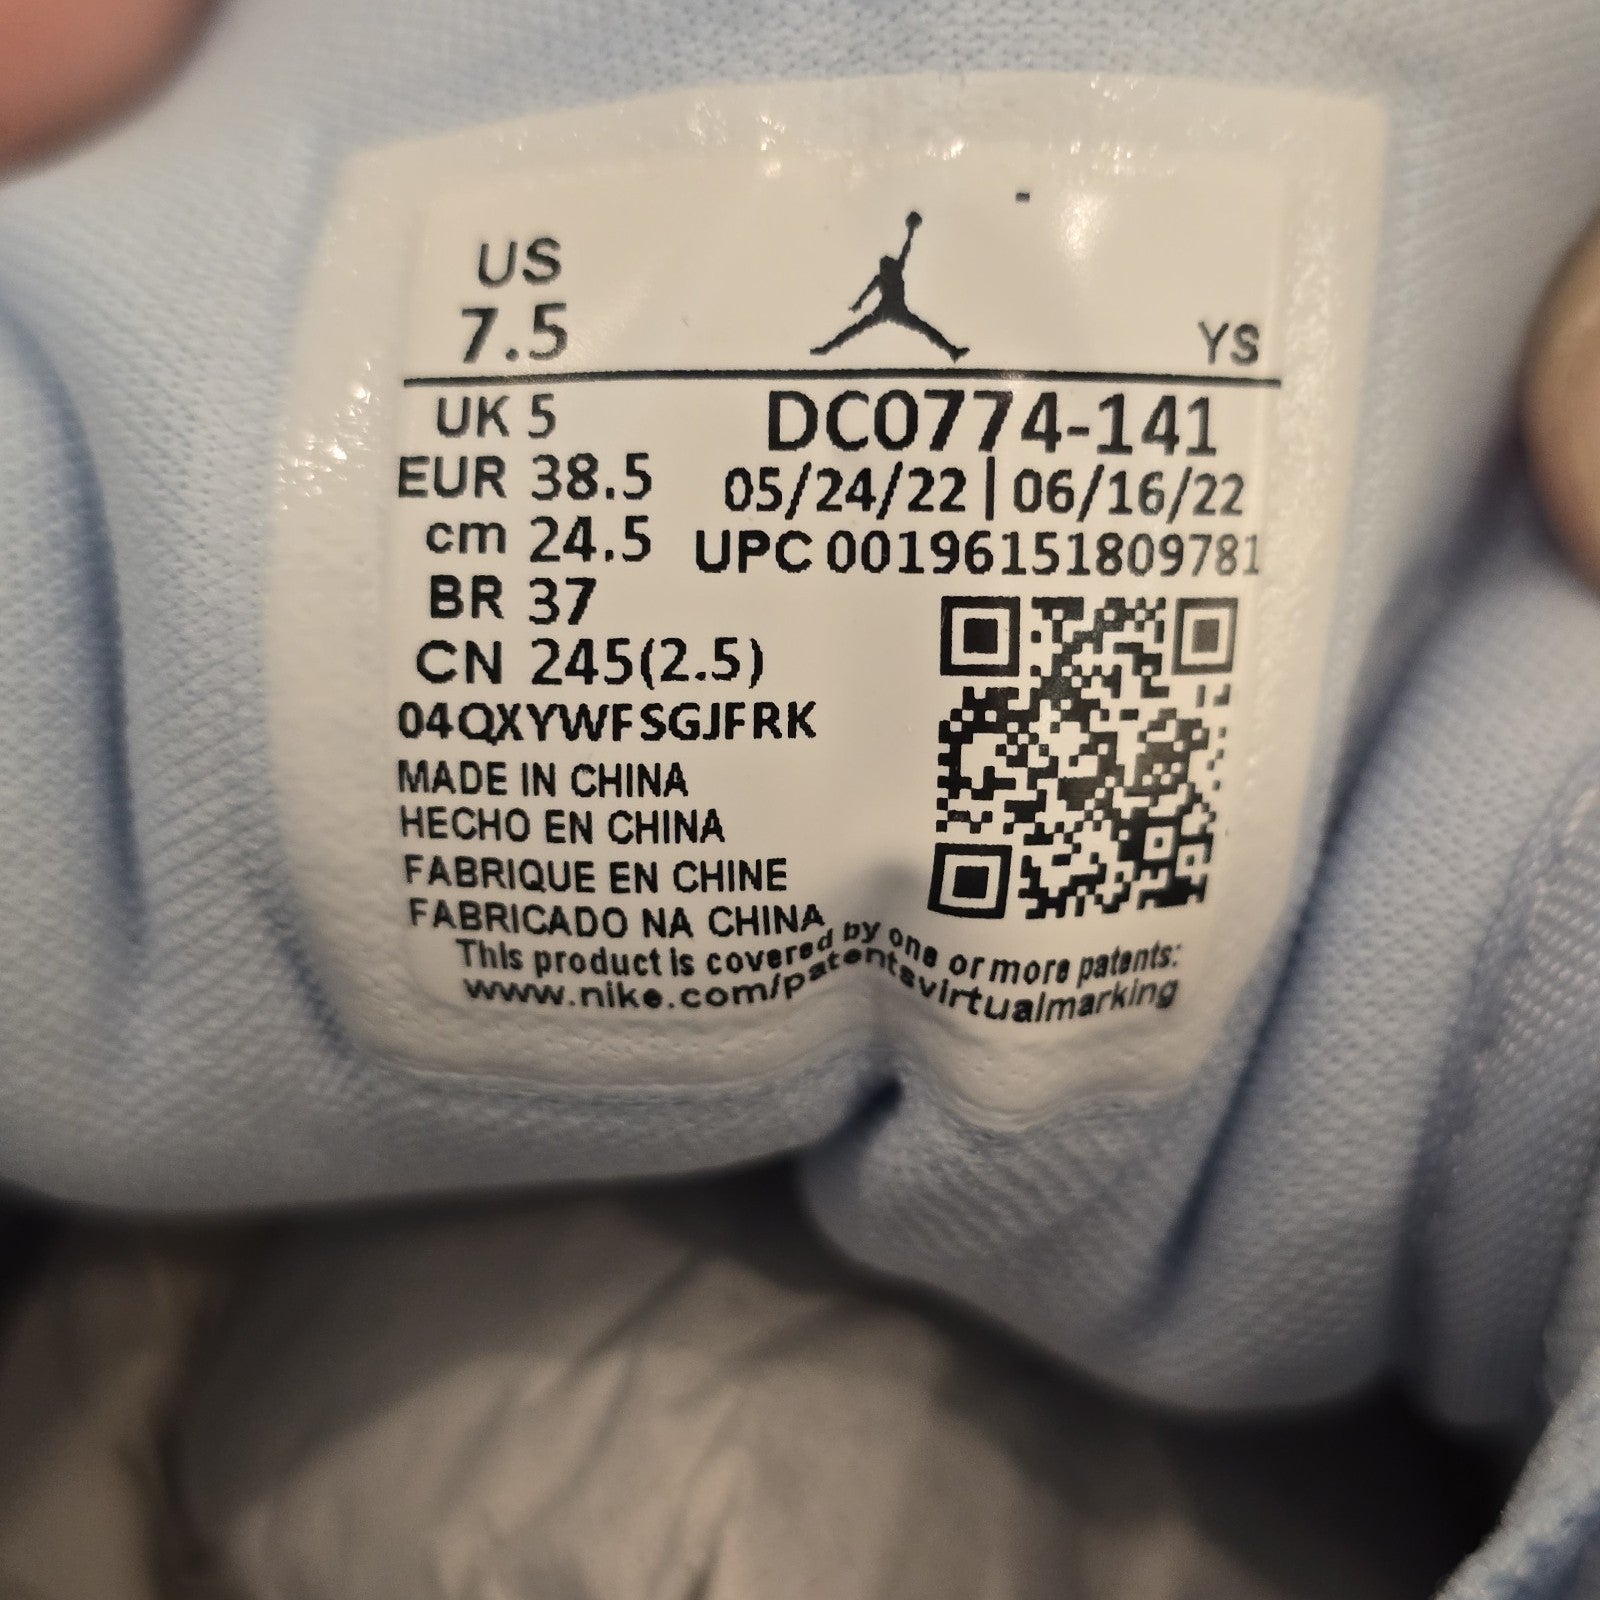 US
7.5
YS
UK 5
DC0774-141
EUR 38.5
05/24/22 | 06/16/22
cm 24.5
UPC 00196151809781
BR 37
CN 245(2.5)
04QXYWFSGJFRK
MADE IN CHINA
HECHO EN CHINA
FABRIQUE EN CHINE
FABRICADO NA CHINA
This product is covered by one or more patents:
www.nike.com/patentsvirtualmarking